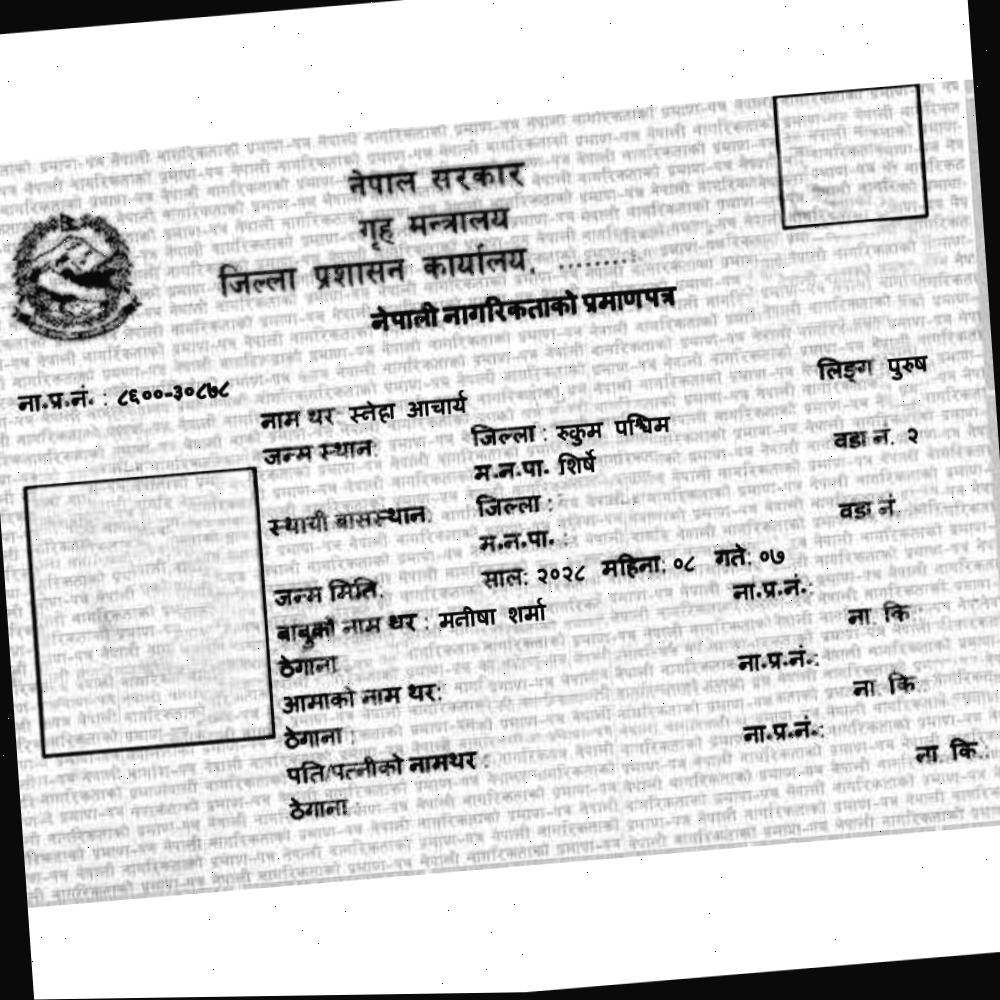 नेपाल सरकार
गृह मन्त्रालय
जिल्ला प्रशासन कार्यालय, .........
नेपाली नागरिकताको प्रमाणपत्र
लिङ्ग पुरुष
ना.प्र.नं. : ८६००-३०८७८
नाम थर स्नेहा आचार्य
जन्म स्थान: जिल्ला : रुकुम पश्चिम वडा नं. २
म.न.पा. शिर्षे
स्थायी बासस्थान: जिल्ला : वडा नं.
म.न.पा. :
जन्म मिति: साल: २०२८ महिना: ०८ गते: ०७
बाबुको नाम थर : मनीषा शर्मा ना.प्र.नं.:
ठेगाना ना. कि.:
आमाको नाम थर: ना.प्र.नं.:
ठेगाना : ना. कि.:
पति/पत्नीको नामथर : ना.प्र.नं.:
ठेगाना : ना. कि.: